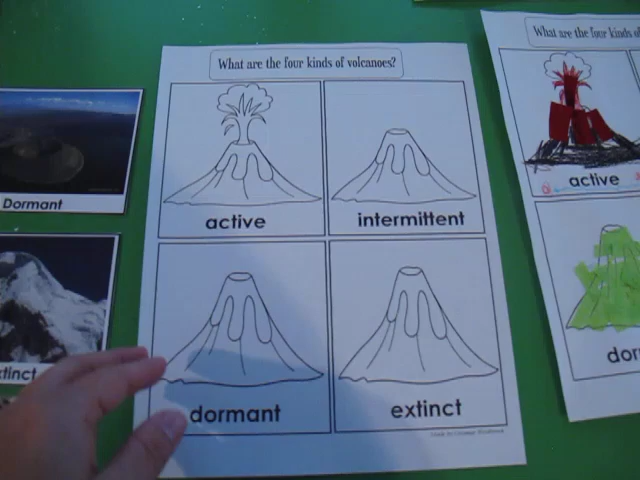 What are the four kinds of volcanoes?
active
intermittent
dormant
extinct
Dormant
xtinct
What are the four kinds of
active
dor